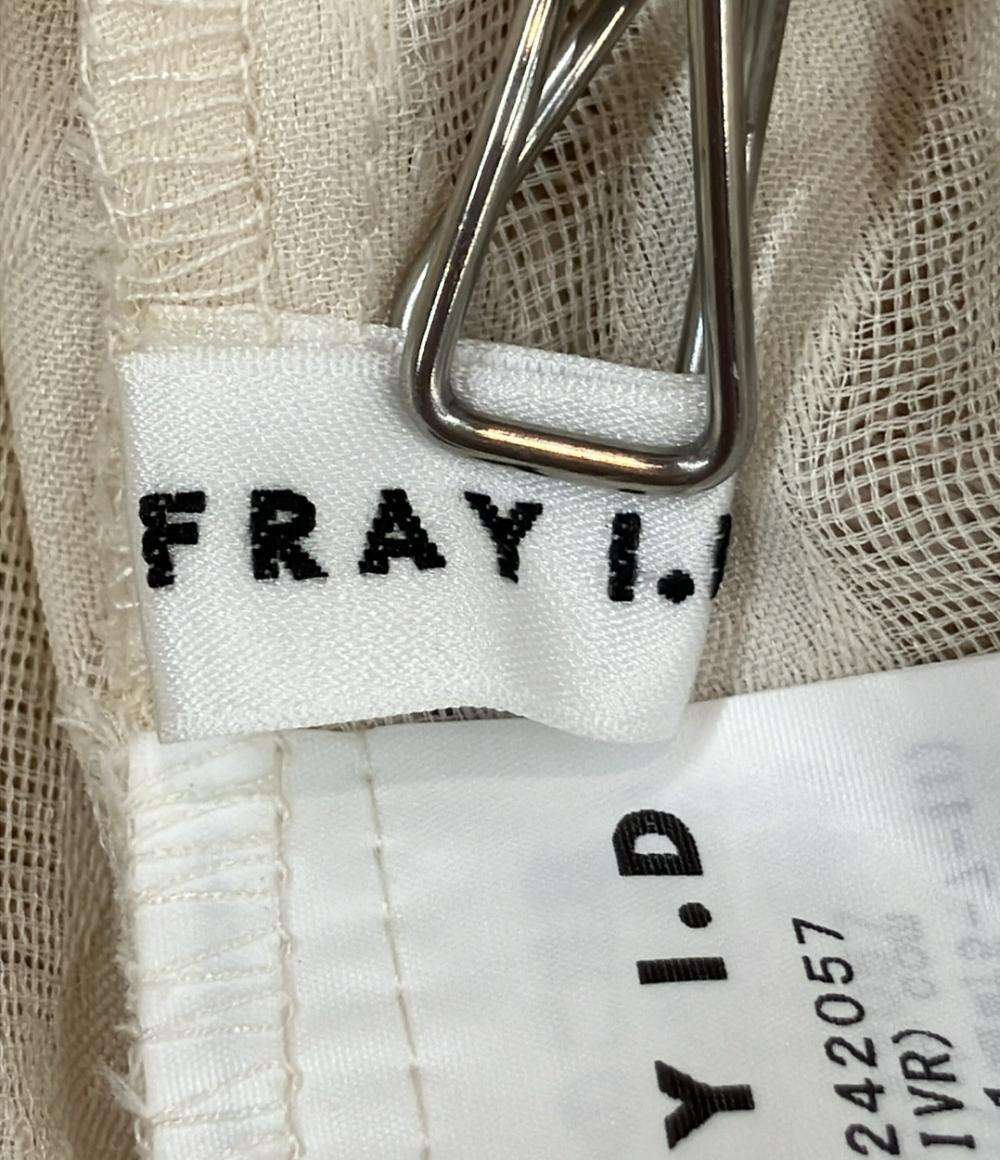 FRAY I.
Y I.D
242057
IVR)